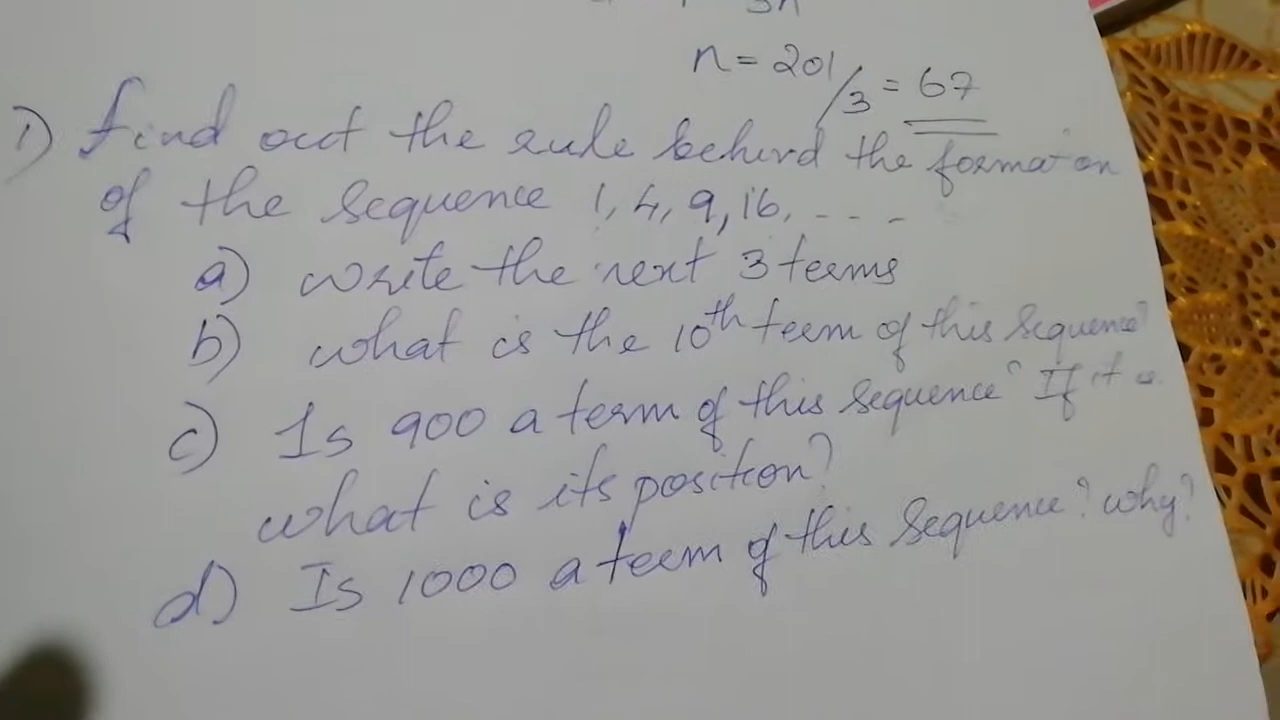 3n
n = 201/3 = 67
1) Find out the rule behind the formation
of the sequence 1, 4, 9, 16, - - - -
a) write the next 3 terms
b) what is the 10th term of this sequence?
c) Is 900 a term of this sequence? If it is
what is its position?
d) Is 1000 a term of this sequence? why?